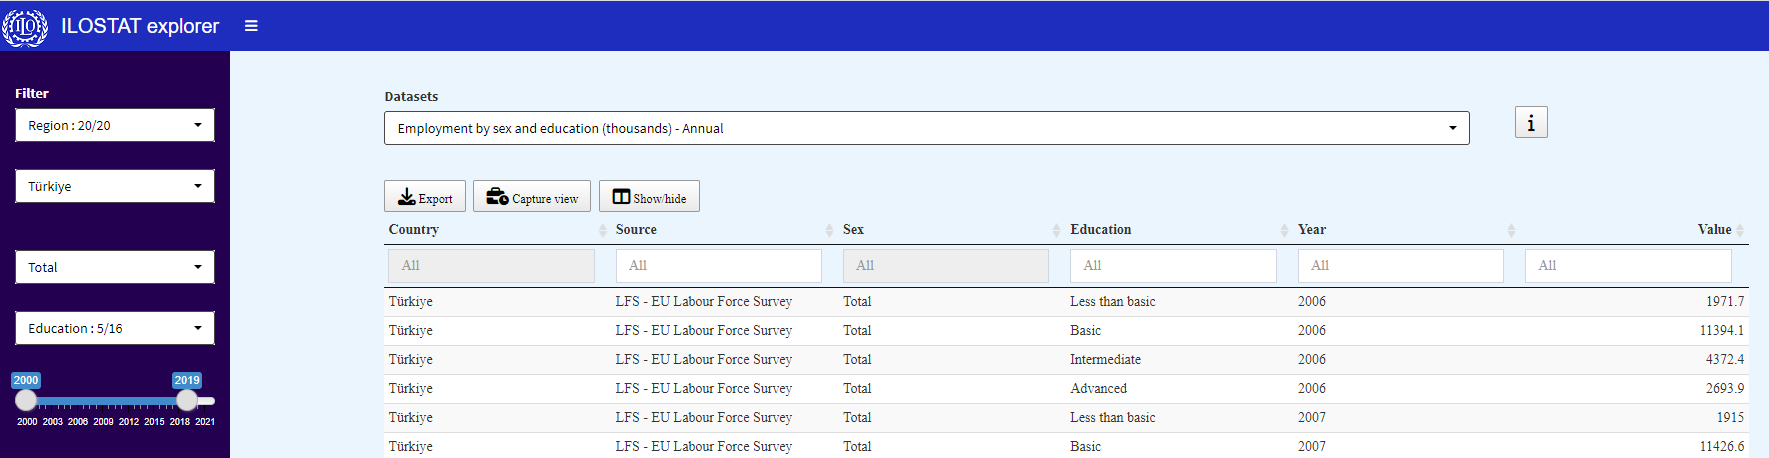 ILO ILOSTAT explorer
Filter
Region : 20/20
Türkiye
Total
Education : 5/16
2000 2019
2000 2003 2006 2009 2012 2015 2018 2021
Datasets
Employment by sex and education (thousands) - Annual
i
Export Capture view Show/hide
Country Source Sex Education Year Value
All All All All All All
Türkiye LFS - EU Labour Force Survey Total Less than basic 2006 1971.7
Türkiye LFS - EU Labour Force Survey Total Basic 2006 11394.1
Türkiye LFS - EU Labour Force Survey Total Intermediate 2006 4372.4
Türkiye LFS - EU Labour Force Survey Total Advanced 2006 2693.9
Türkiye LFS - EU Labour Force Survey Total Less than basic 2007 1915
Türkiye LFS - EU Labour Force Survey Total Basic 2007 11426.6